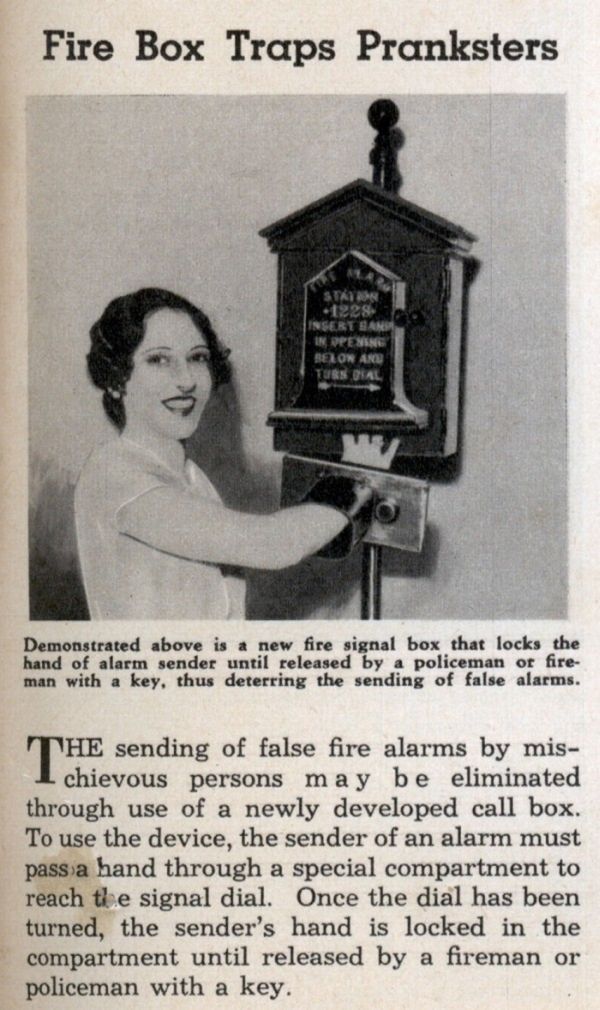 Fire Box Traps Pranksters
FIRE ALARM
STATION
•1228•
INSERT HAND
IN OPENING
BELOW AND
TURN DIAL
Demonstrated above is a new fire signal box that locks the
hand of alarm sender until released by a policeman or fire-
man with a key, thus deterring the sending of false alarms.
THE sending of false fire alarms by mis-
chievous persons may be eliminated
through use of a newly developed call box.
To use the device, the sender of an alarm must
pass a hand through a special compartment to
reach the signal dial. Once the dial has been
turned, the sender's hand is locked in the
compartment until released by a fireman or
policeman with a key.